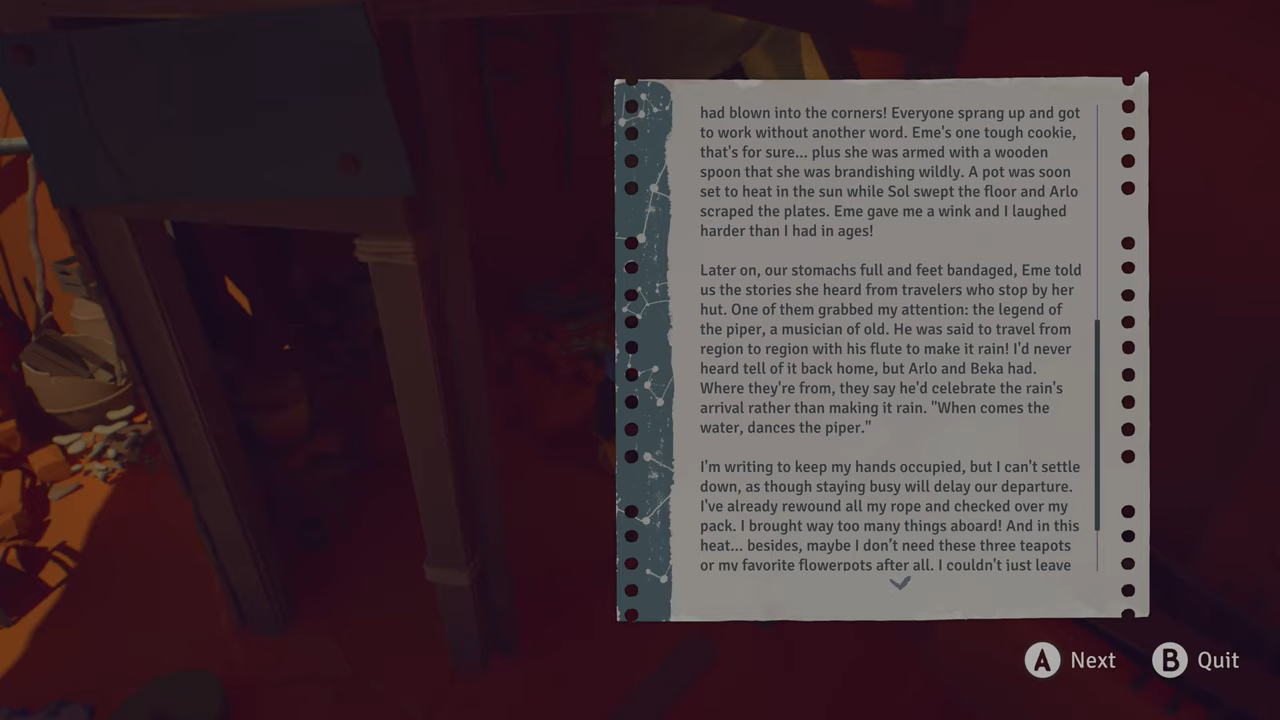 had blown into the corners! Everyone sprang up and got
to work without another word. Eme's one tough cookie,
that's for sure... plus she was armed with a wooden
spoon that she was brandishing wildly. A pot was soon
set to heat in the sun while Sol swept the floor and Arlo
scraped the plates. Eme gave me a wink and I laughed
harder than I had in ages!
Later on, our stomachs full and feet bandaged, Eme told
us the stories she heard from travelers who stop by her
hut. One of them grabbed my attention: the legend of
the piper, a musician of old. He was said to travel from
region to region with his flute to make it rain! I'd never
heard tell of it back home, but Arlo and Beka had.
Where they're from, they say he'd celebrate the rain's
arrival rather than making it rain. "When comes the
water, dances the piper."
I'm writing to keep my hands occupied, but I can't settle
down, as though staying busy will delay our departure.
I've already rewound all my rope and checked over my
pack. I brought way too many things aboard! And in this
heat... besides, maybe I don't need these three teapots
or my favorite flowerpots after all. I couldn't just leave
A Next
B Quit